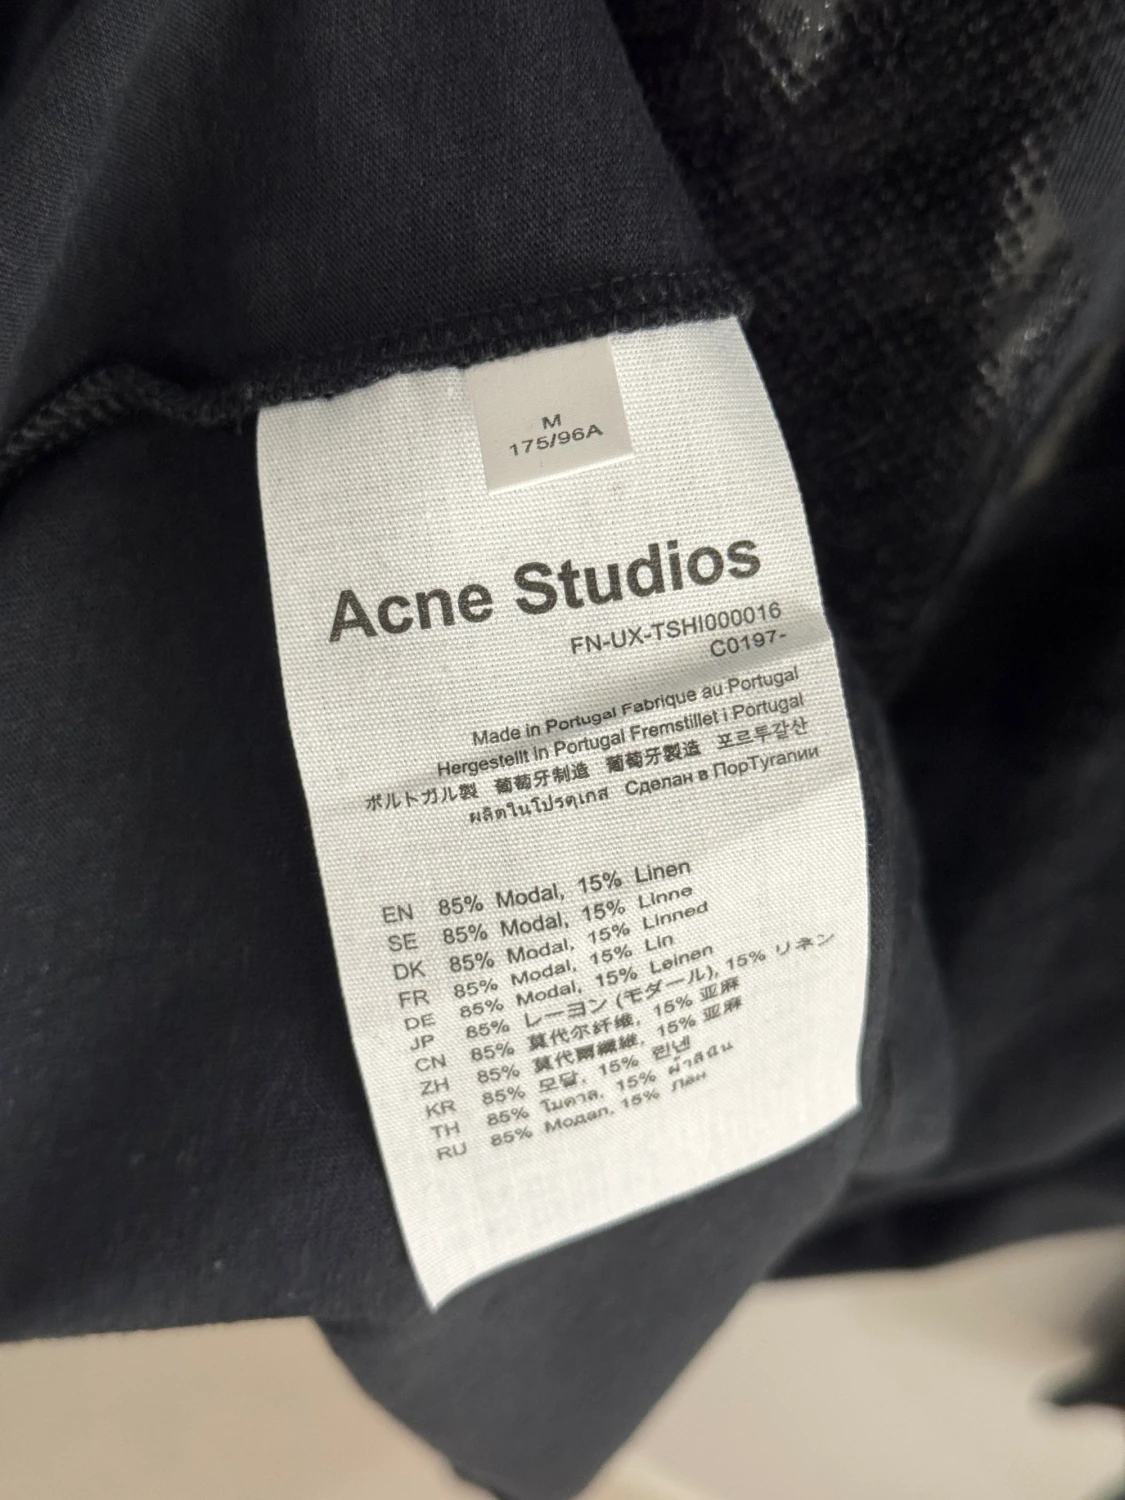 M
175/96A
Acne Studios
FN-UX-TSHI000016
C0197-
Made in Portugal Fabrique au Portugal
Hergestellt in Portugal Fremstillet i Portugal
ポルトガル製 葡萄牙制造 葡萄牙製造 포르투갈산
ผลิตในโปรตุเกส Сделан в ПорТугалии
EN 85% Modal, 15% Linen
SE 85% Modal, 15% Linne
DK 85% Modal, 15% Linned
FR 85% Modal, 15% Lin
DE 85% Modal, 15% Leinen
JP 85% レーヨン (モダール), 15% リネン
CN 85% 莫代尔纤维, 15% 亚麻
ZH 85% 莫代爾纖維, 15% 亚麻
KR 85% 모달, 15% 린넨
TH 85% โมดาล, 15% ผ้าลินิน
RU 85% Модал, 15% Лен